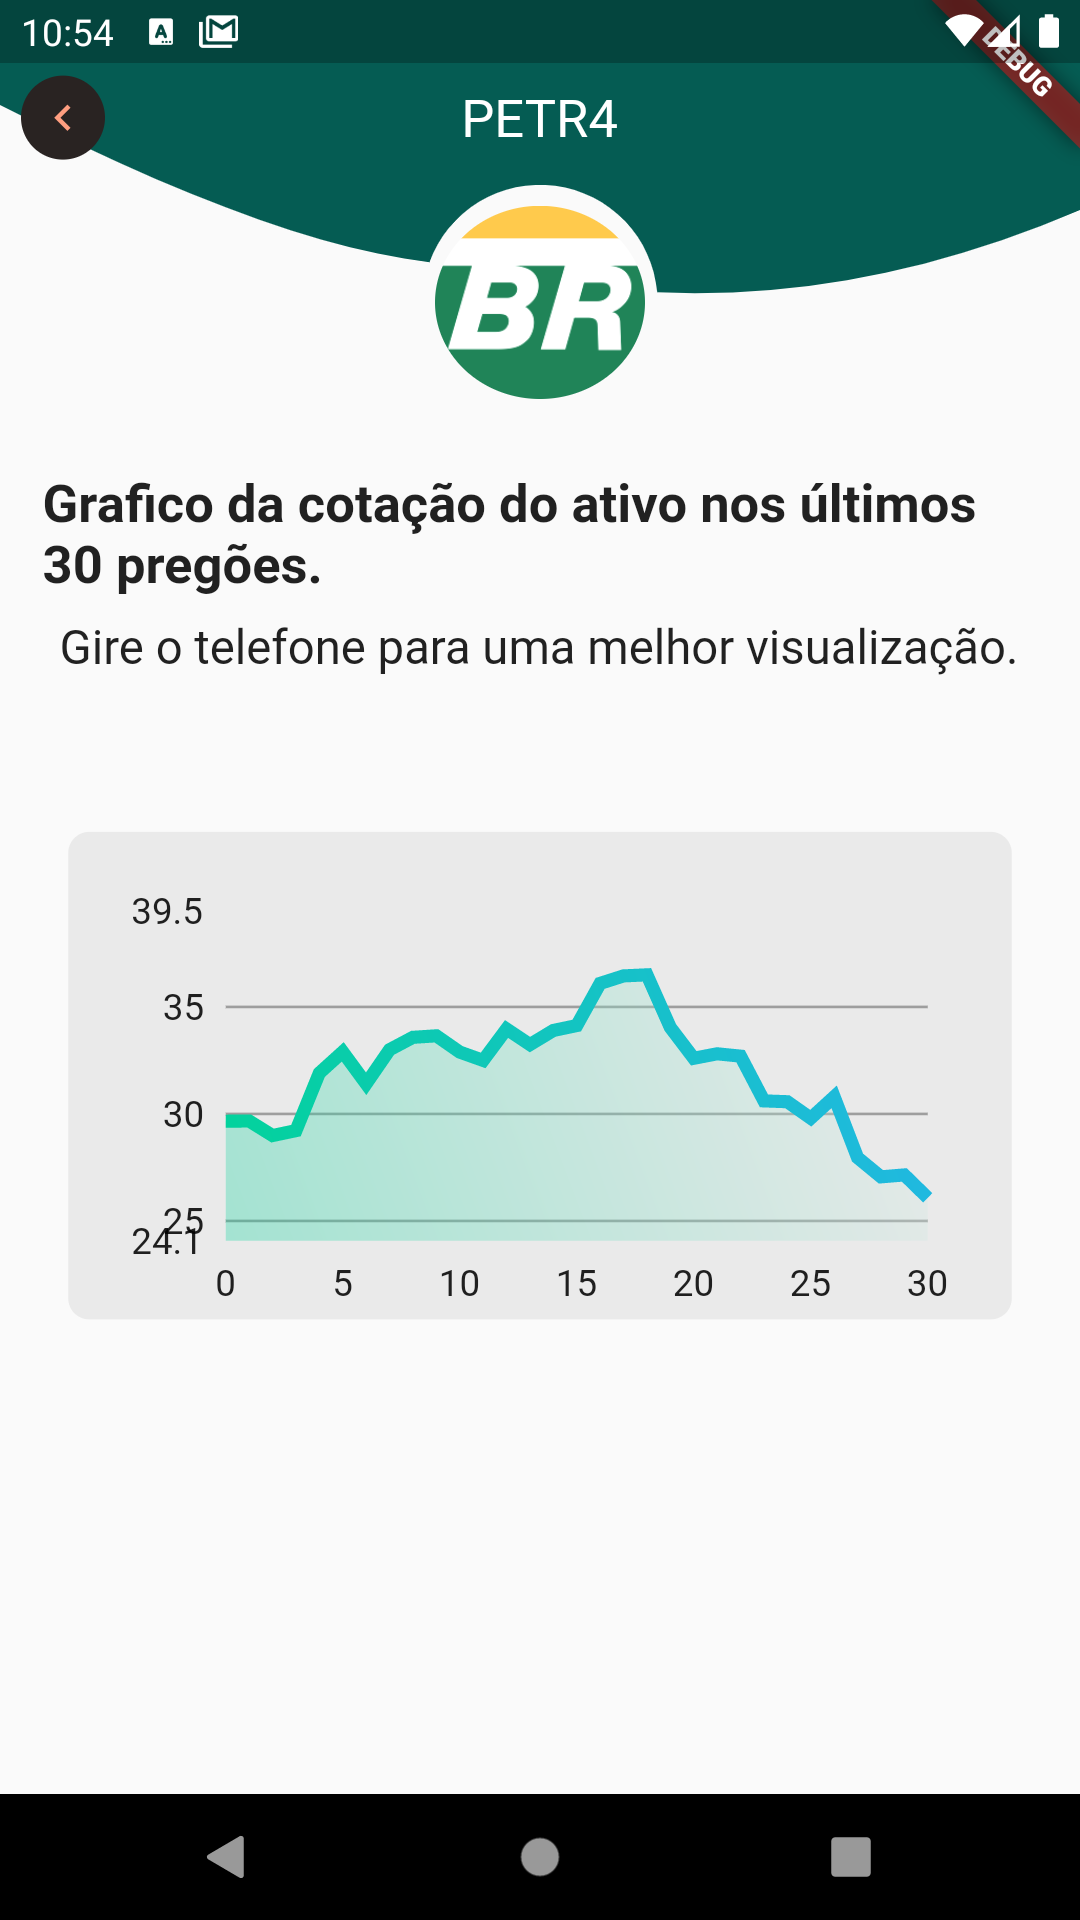 10:54
DEBUG
PETR4
BR
Grafico da cotação do ativo nos últimos
30 pregões.
Gire o telefone para uma melhor visualização.
39.5
35
30
25
24.1
0 5 10 15 20 25 30